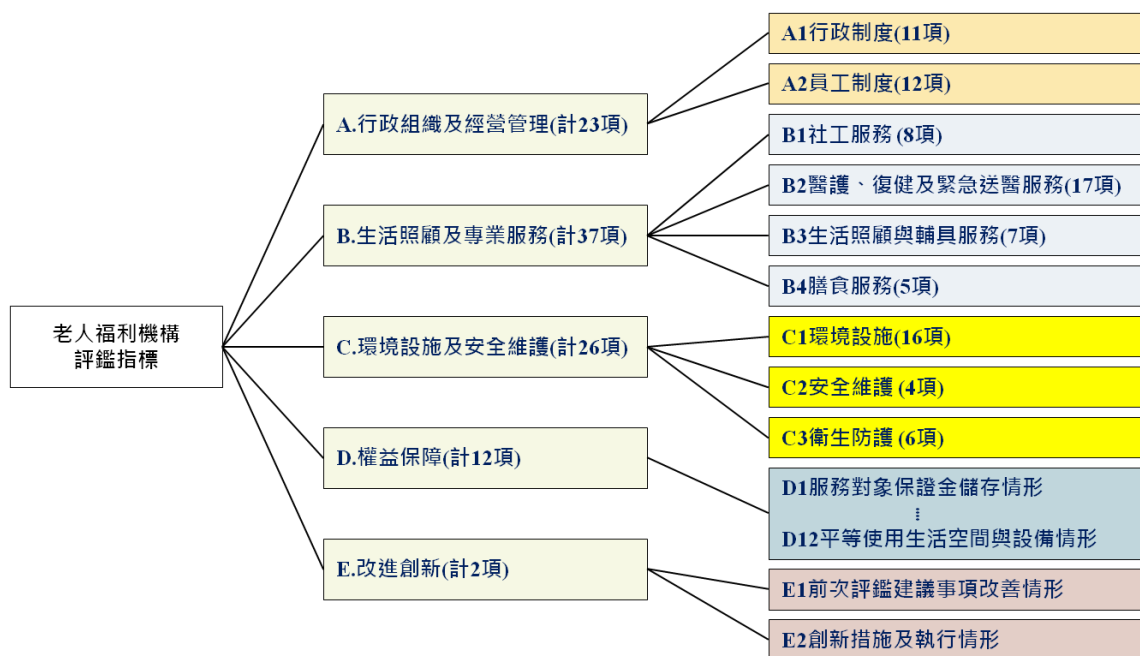 老人福利機構
評鑑指標
A.行政組織及經營管理(計23項)
A1行政制度(11項)
A2員工制度(12項)
B.生活照顧及專業服務(計37項)
B1社工服務 (8項)
B2醫護、復健及緊急送醫服務(17項)
B3生活照顧與輔具服務(7項)
B4膳食服務(5項)
C.環境設施及安全維護(計26項)
C1環境設施(16項)
C2安全維護 (4項)
C3衛生防護 (6項)
D.權益保障(計12項)
D1服務對象保證金儲存情形
⁞
D12平等使用生活空間與設備情形
E.改進創新(計2項)
E1前次評鑑建議事項改善情形
E2創新措施及執行情形